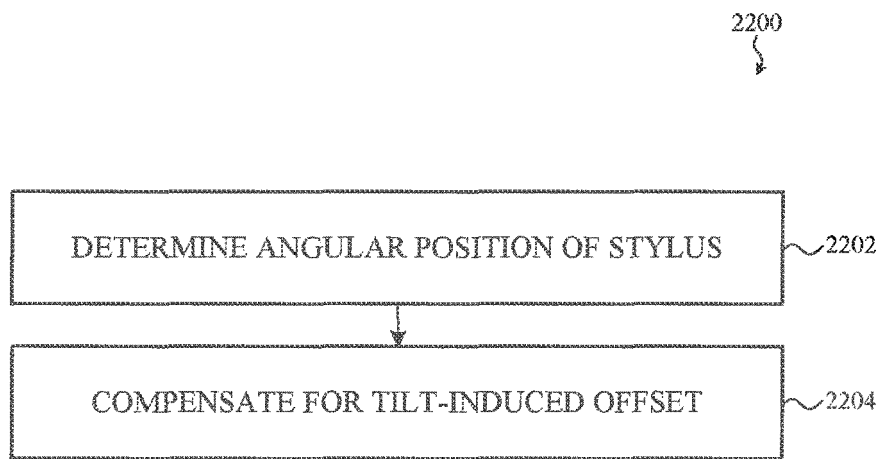 2200
DETERMINE ANGULAR POSITION OF STYLUS
2202
COMPENSATE FOR TILT-INDUCED OFFSET
2204